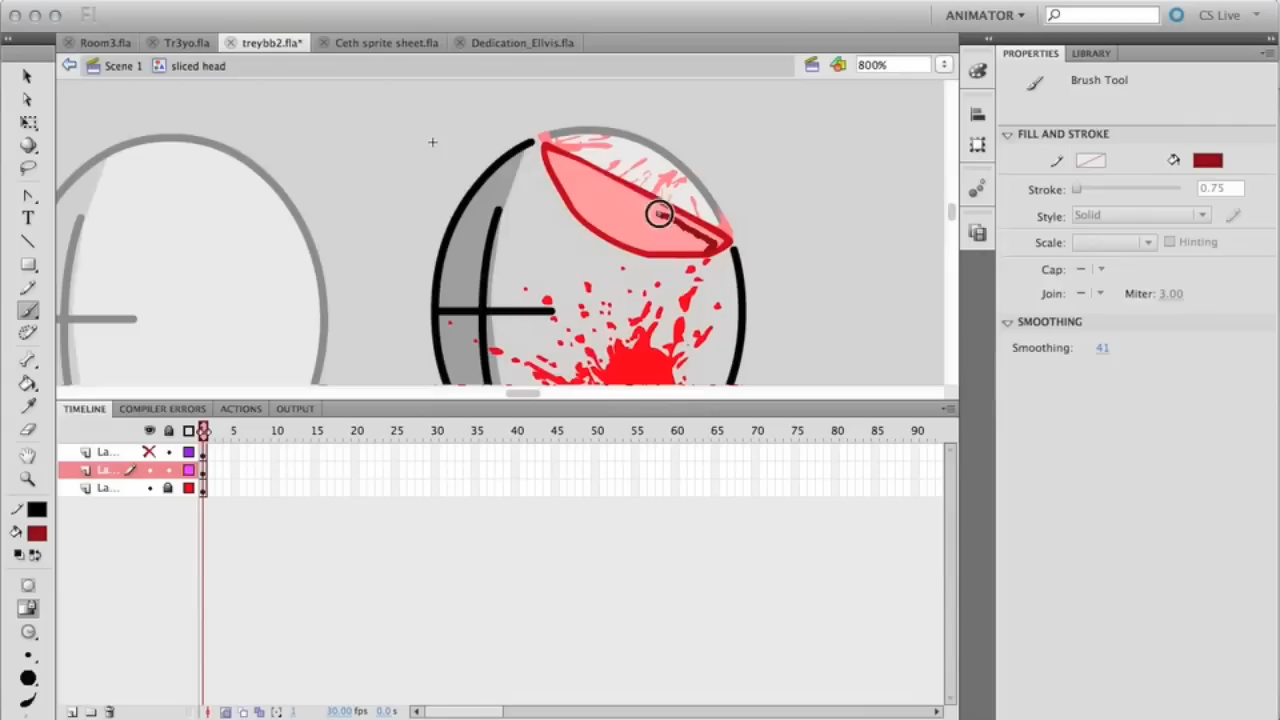 Fl
ANIMATOR
CS Live
Room3.fla
Tr3yo.fla
treybb2.fla*
Ceth sprite sheet.fla
Dedication_Ellvis.fla
Scene 1
sliced head
800%
PROPERTIES
LIBRARY
Brush Tool
FILL AND STROKE
Stroke:
0.75
Style:
Solid
Scale:
Hinting
Cap:
Join:
Miter: 3.00
SMOOTHING
Smoothing: 41
T
TIMELINE
COMPILER ERRORS
ACTIONS
OUTPUT
5 10 15 20 25 30 35 40 45 50 55 60 65 70 75 80 85 90
La...
La...
La...
1
30.00 fps
0.0 s